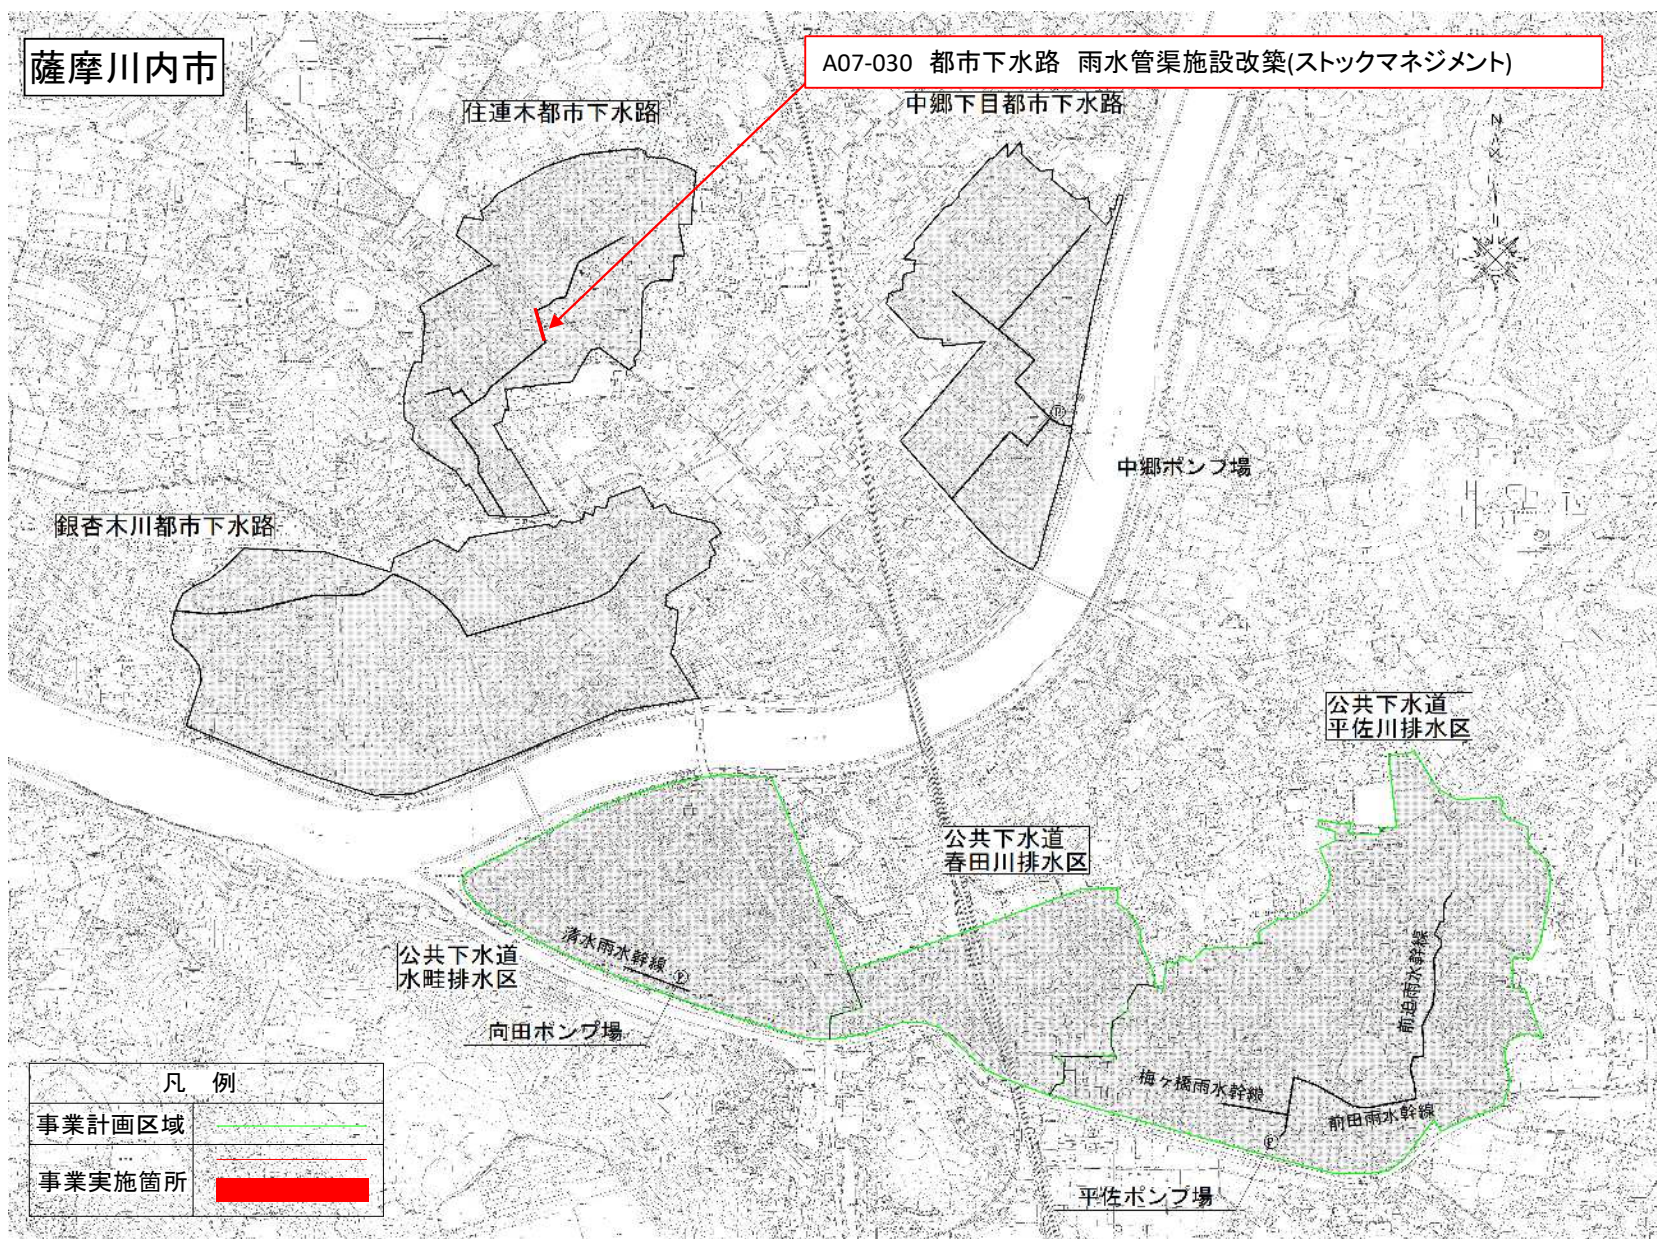 薩摩川内市
A07-030 都市下水路 雨水管渠施設改築(ストックマネジメント)
住連木都市下水路
中郷下目都市下水路
N
中郷ポンプ場
銀杏木川都市下水路
公共下水道
平佐川排水区
公共下水道
春田川排水区
清水雨水幹線
P
公共下水道
水畦排水区
向田ポンプ場
前迫雨水幹線
梅ヶ橋雨水幹線
前田雨水幹線
P
平佐ポンプ場
凡 例
事業計画区域
事業実施箇所